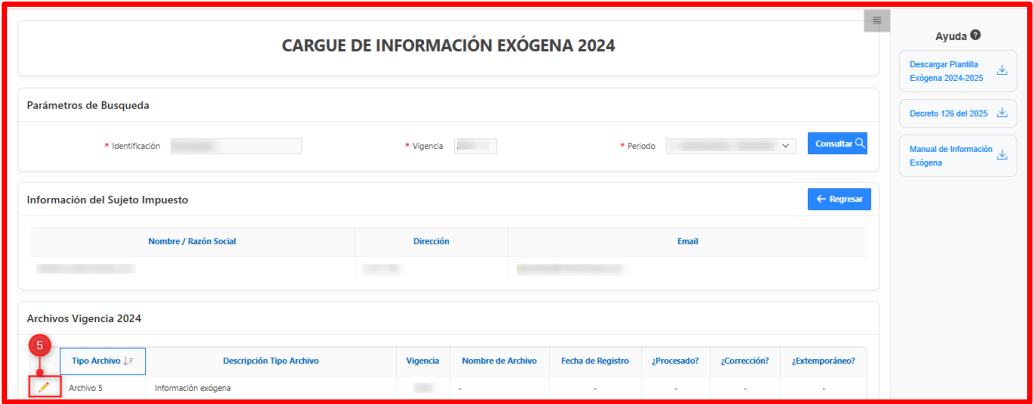 CARGUE DE INFORMACIÓN EXÓGENA 2024
Ayuda
Descargar Plantilla
Exógena 2024-2025
Decreto 126 del 2025
Manual de Información
Exógena
Parámetros de Busqueda
* Identificación * Vigencia * Periodo Consultar
Información del Sujeto Impuesto
← Regresar
Nombre / Razón Social Dirección Email
Archivos Vigencia 2024
5
Tipo Archivo Descripción Tipo Archivo Vigencia Nombre de Archivo Fecha de Registro ¿Procesado? ¿Corrección? ¿Extemporáneo?
Archivo 5 Información exógena - - - - -